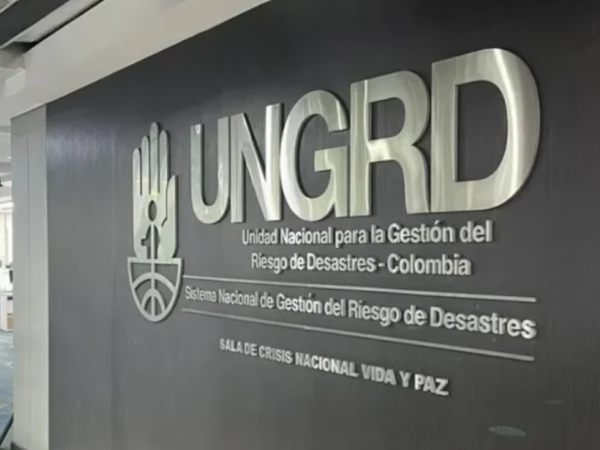 UNGRD
Unidad Nacional para la Gestión del
Riesgo de Desastres - Colombia
Sistema Nacional de Gestión del Riesgo de Desastres
SALA DE CRISIS NACIONAL VIDA Y PAZ